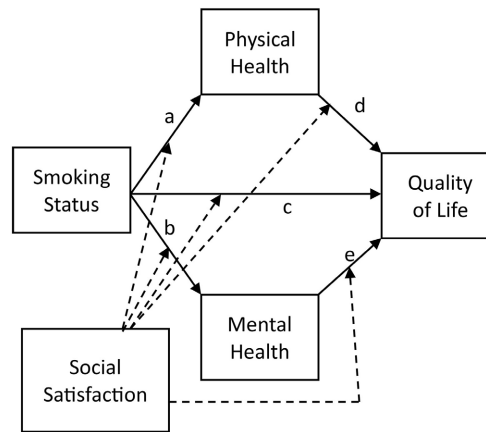 Physical
Health
a
d
Smoking
Status
Quality
of Life
c
b
e
Mental
Health
Social
Satisfaction